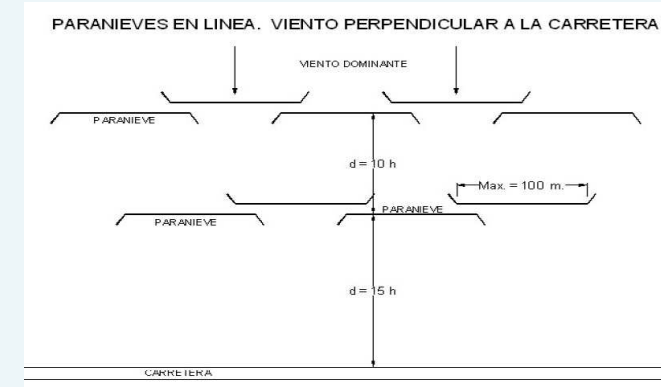 PARANIEVES EN LINEA. VIENTO PERPENDICULAR A LA CARRETERA
VIENTO DOMINANTE
PARANIEVE
d = 10 h
Max. = 100 m.
PARANIEVE
PARANIEVE
d = 15 h
CARRETERA